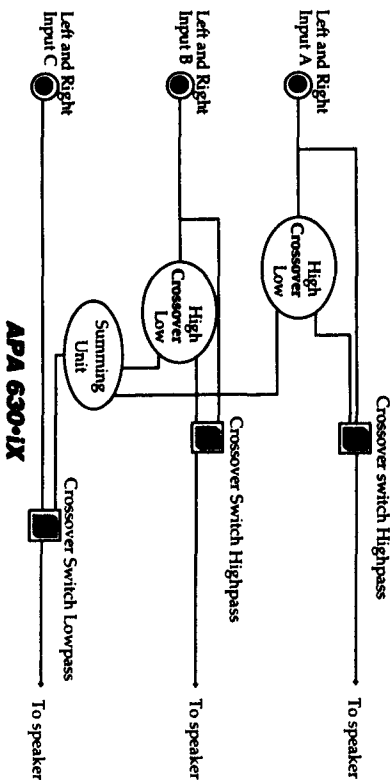 Left and Right
Input A
High
Crossover
Low
Crossover switch Highpass
To speaker
Left and Right
Input B
High
Crossover
Low
Crossover Switch Highpass
To speaker
Left and Right
Input C
Summing
Unit
Crossover Switch Lowpass
To speaker
APA 630•iX